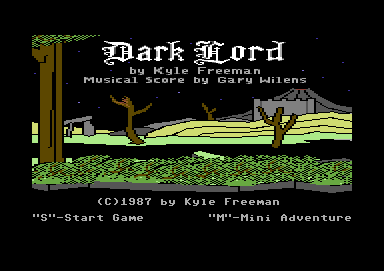 Dark Lord
by Kyle Freeman
Musical Score by Gary Wilens
(C)1987 by Kyle Freeman
"S"-Start Game "M"-Mini Adventure